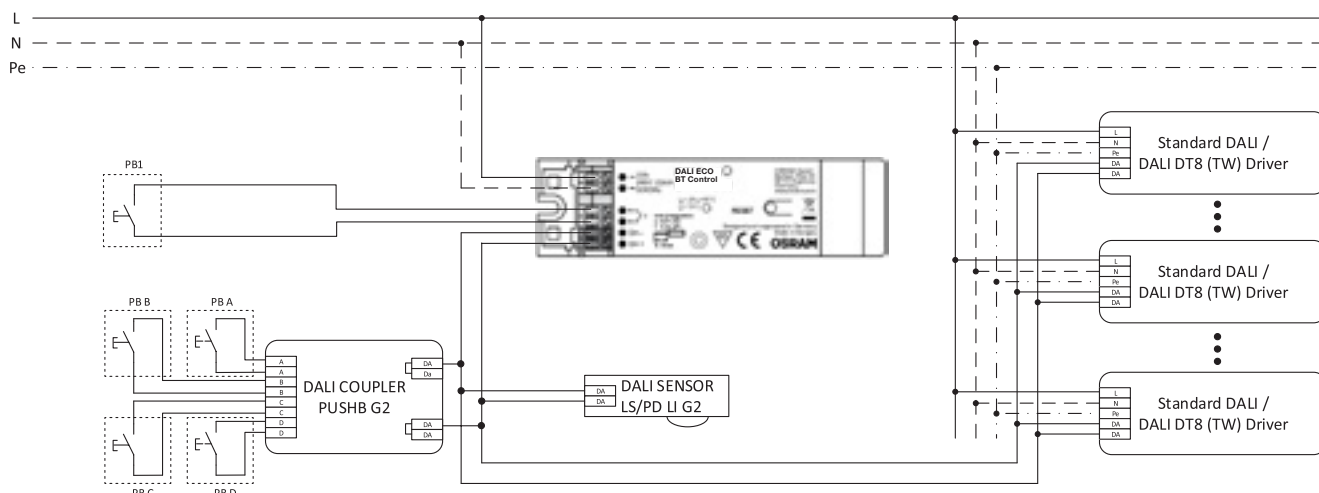 L
N
Pe
PB1
DALI ECO
BT Control
RESET
OSRAM
L
N
Pe
DA
DA
Standard DALI /
DALI DT8 (TW) Driver
L
N
Pe
DA
DA
Standard DALI /
DALI DT8 (TW) Driver
PB B
PB A
A
A
B
B
C
C
D
D
DALI COUPLER
PUSHB G2
DA
Da
DA
DA
DA
DA
DALI SENSOR
LS/PD LI G2
L
N
Pe
DA
DA
Standard DALI /
DALI DT8 (TW) Driver
PB C
PB D